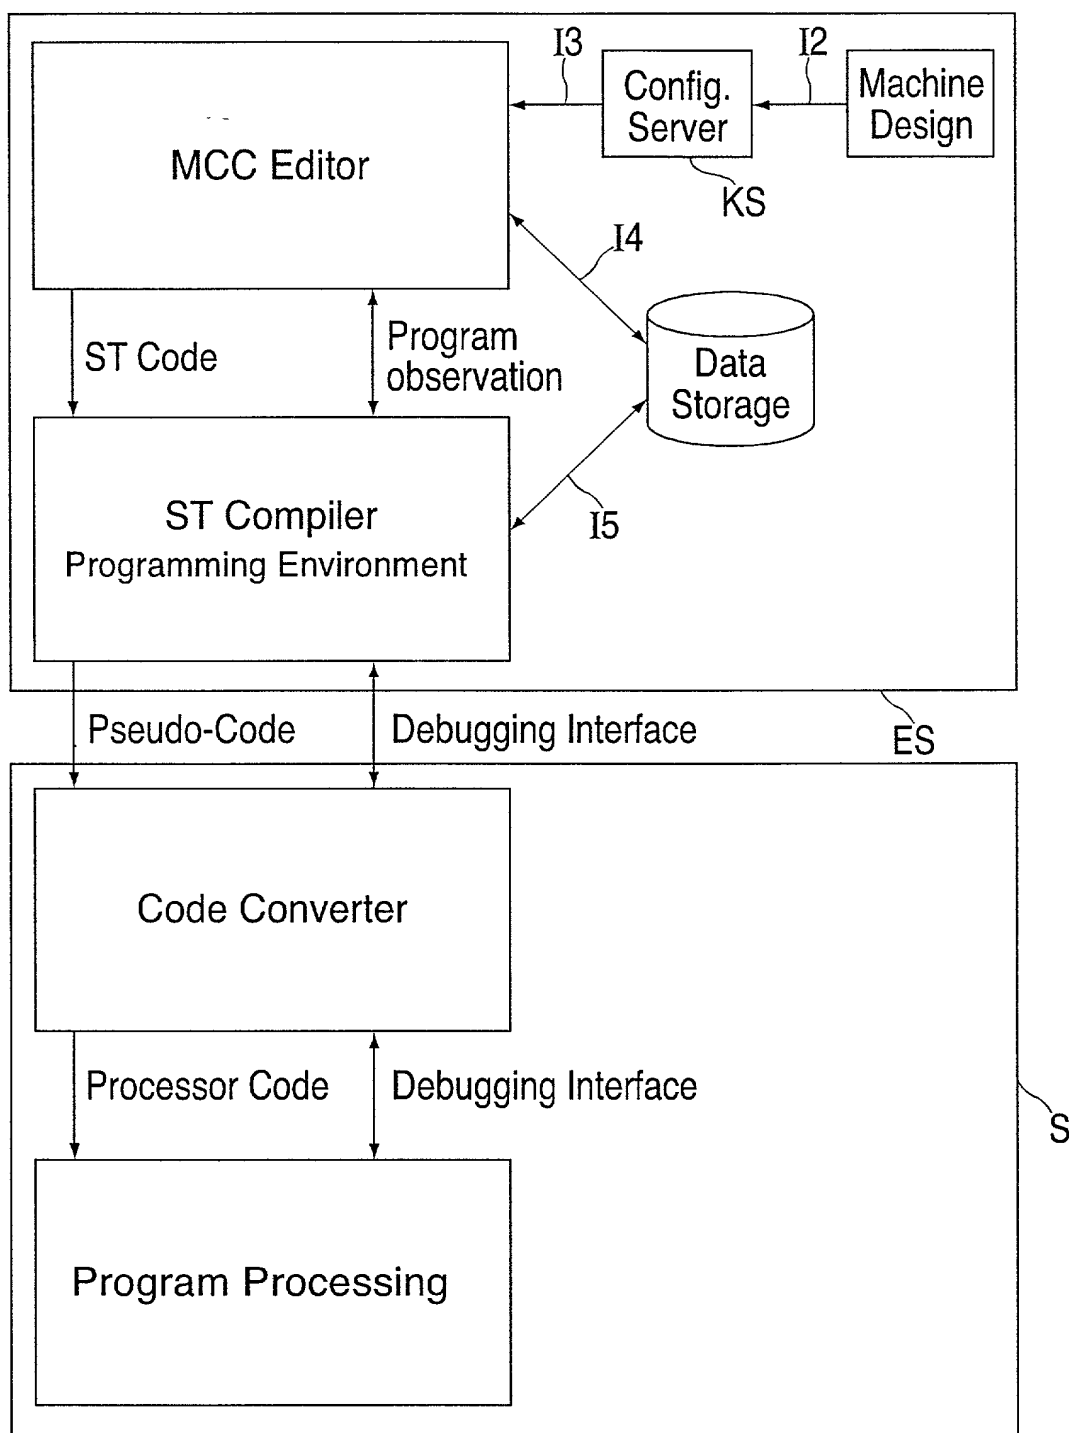 I3
I2
Config.
Server
Machine
Design
MCC Editor
KS
I4
ST Code
Program
observation
Data
Storage
I5
ST Compiler
Programming Environment
Pseudo-Code
Debugging Interface
ES
Code Converter
Processor Code
Debugging Interface
S
Program Processing